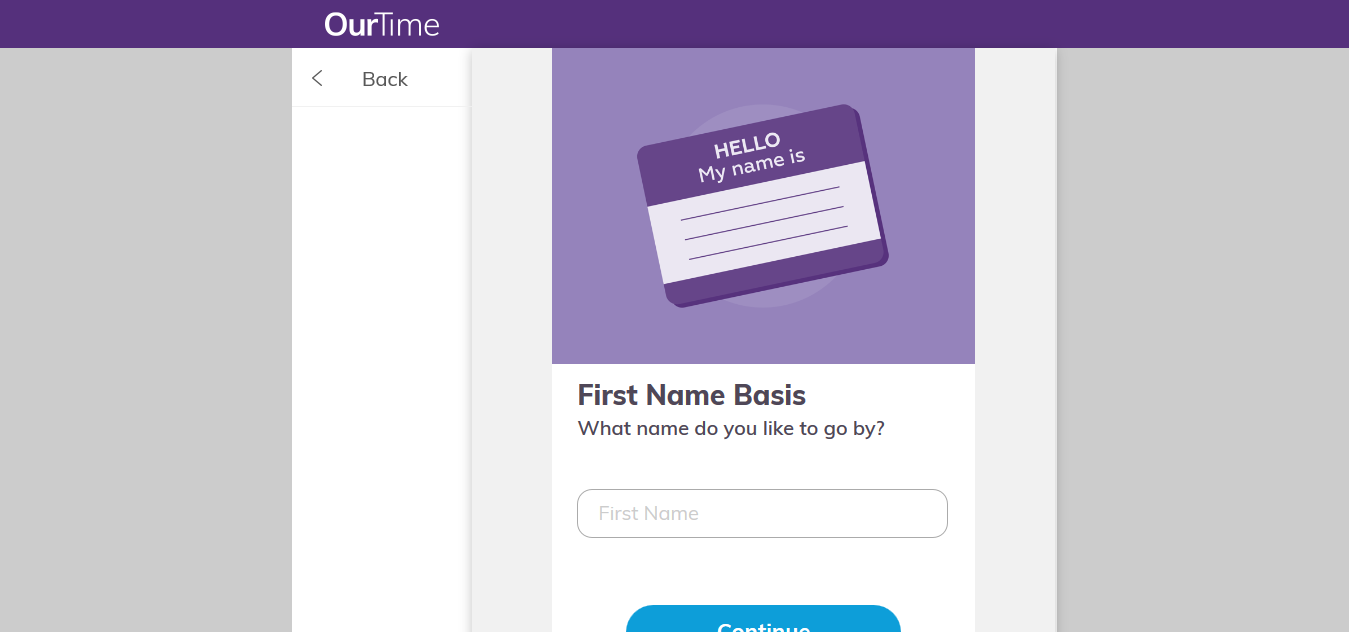 OurTime
Back
HELLO
My name is
First Name Basis
What name do you like to go by?
First Name
Continue